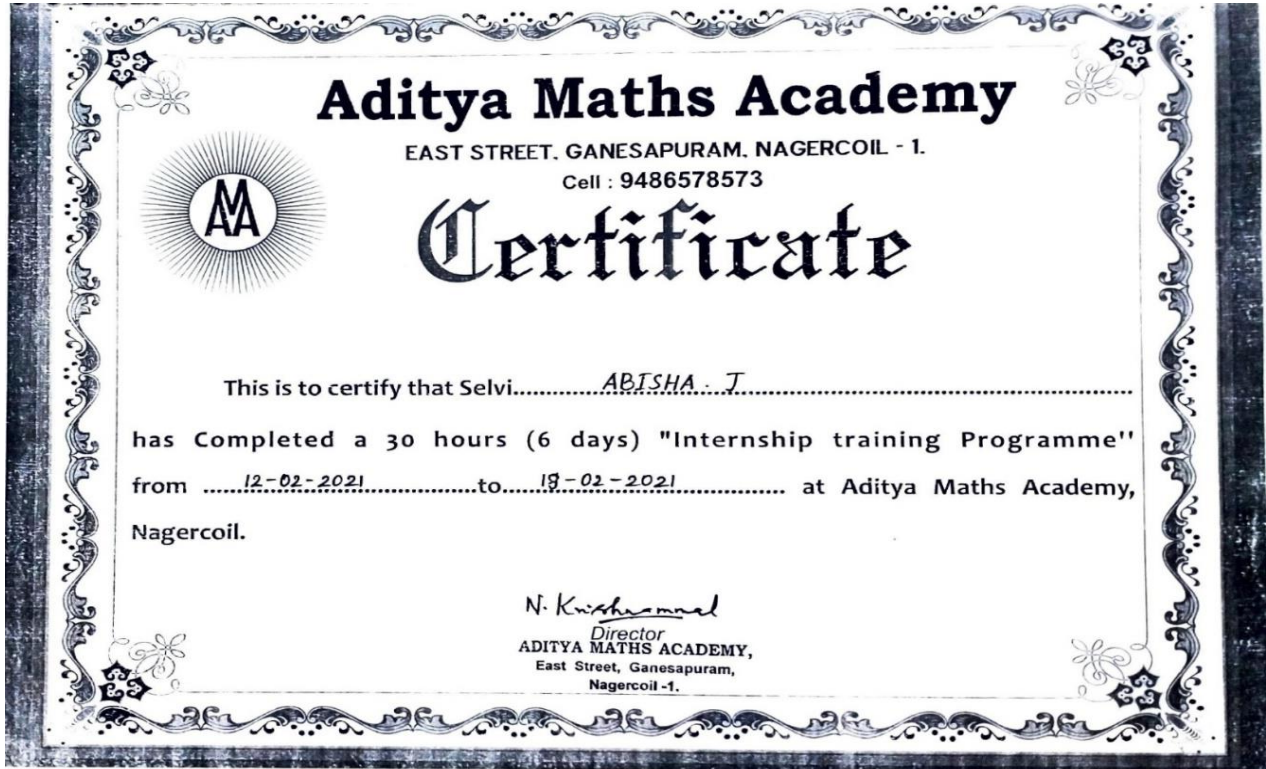 Aditya Maths Academy
EAST STREET, GANESAPURAM, NAGERCOIL - 1.
Cell : 9486578573
AMA
Certificate
This is to certify that Selvi ABISHA. J
has Completed a 30 hours (6 days) "Internship training Programme"
from 12-02-2021 to 18-02-2021 at Aditya Maths Academy,
Nagercoil.
N. Krishnammal
Director
ADITYA MATHS ACADEMY,
East Street, Ganesapuram,
Nagercoil -1.